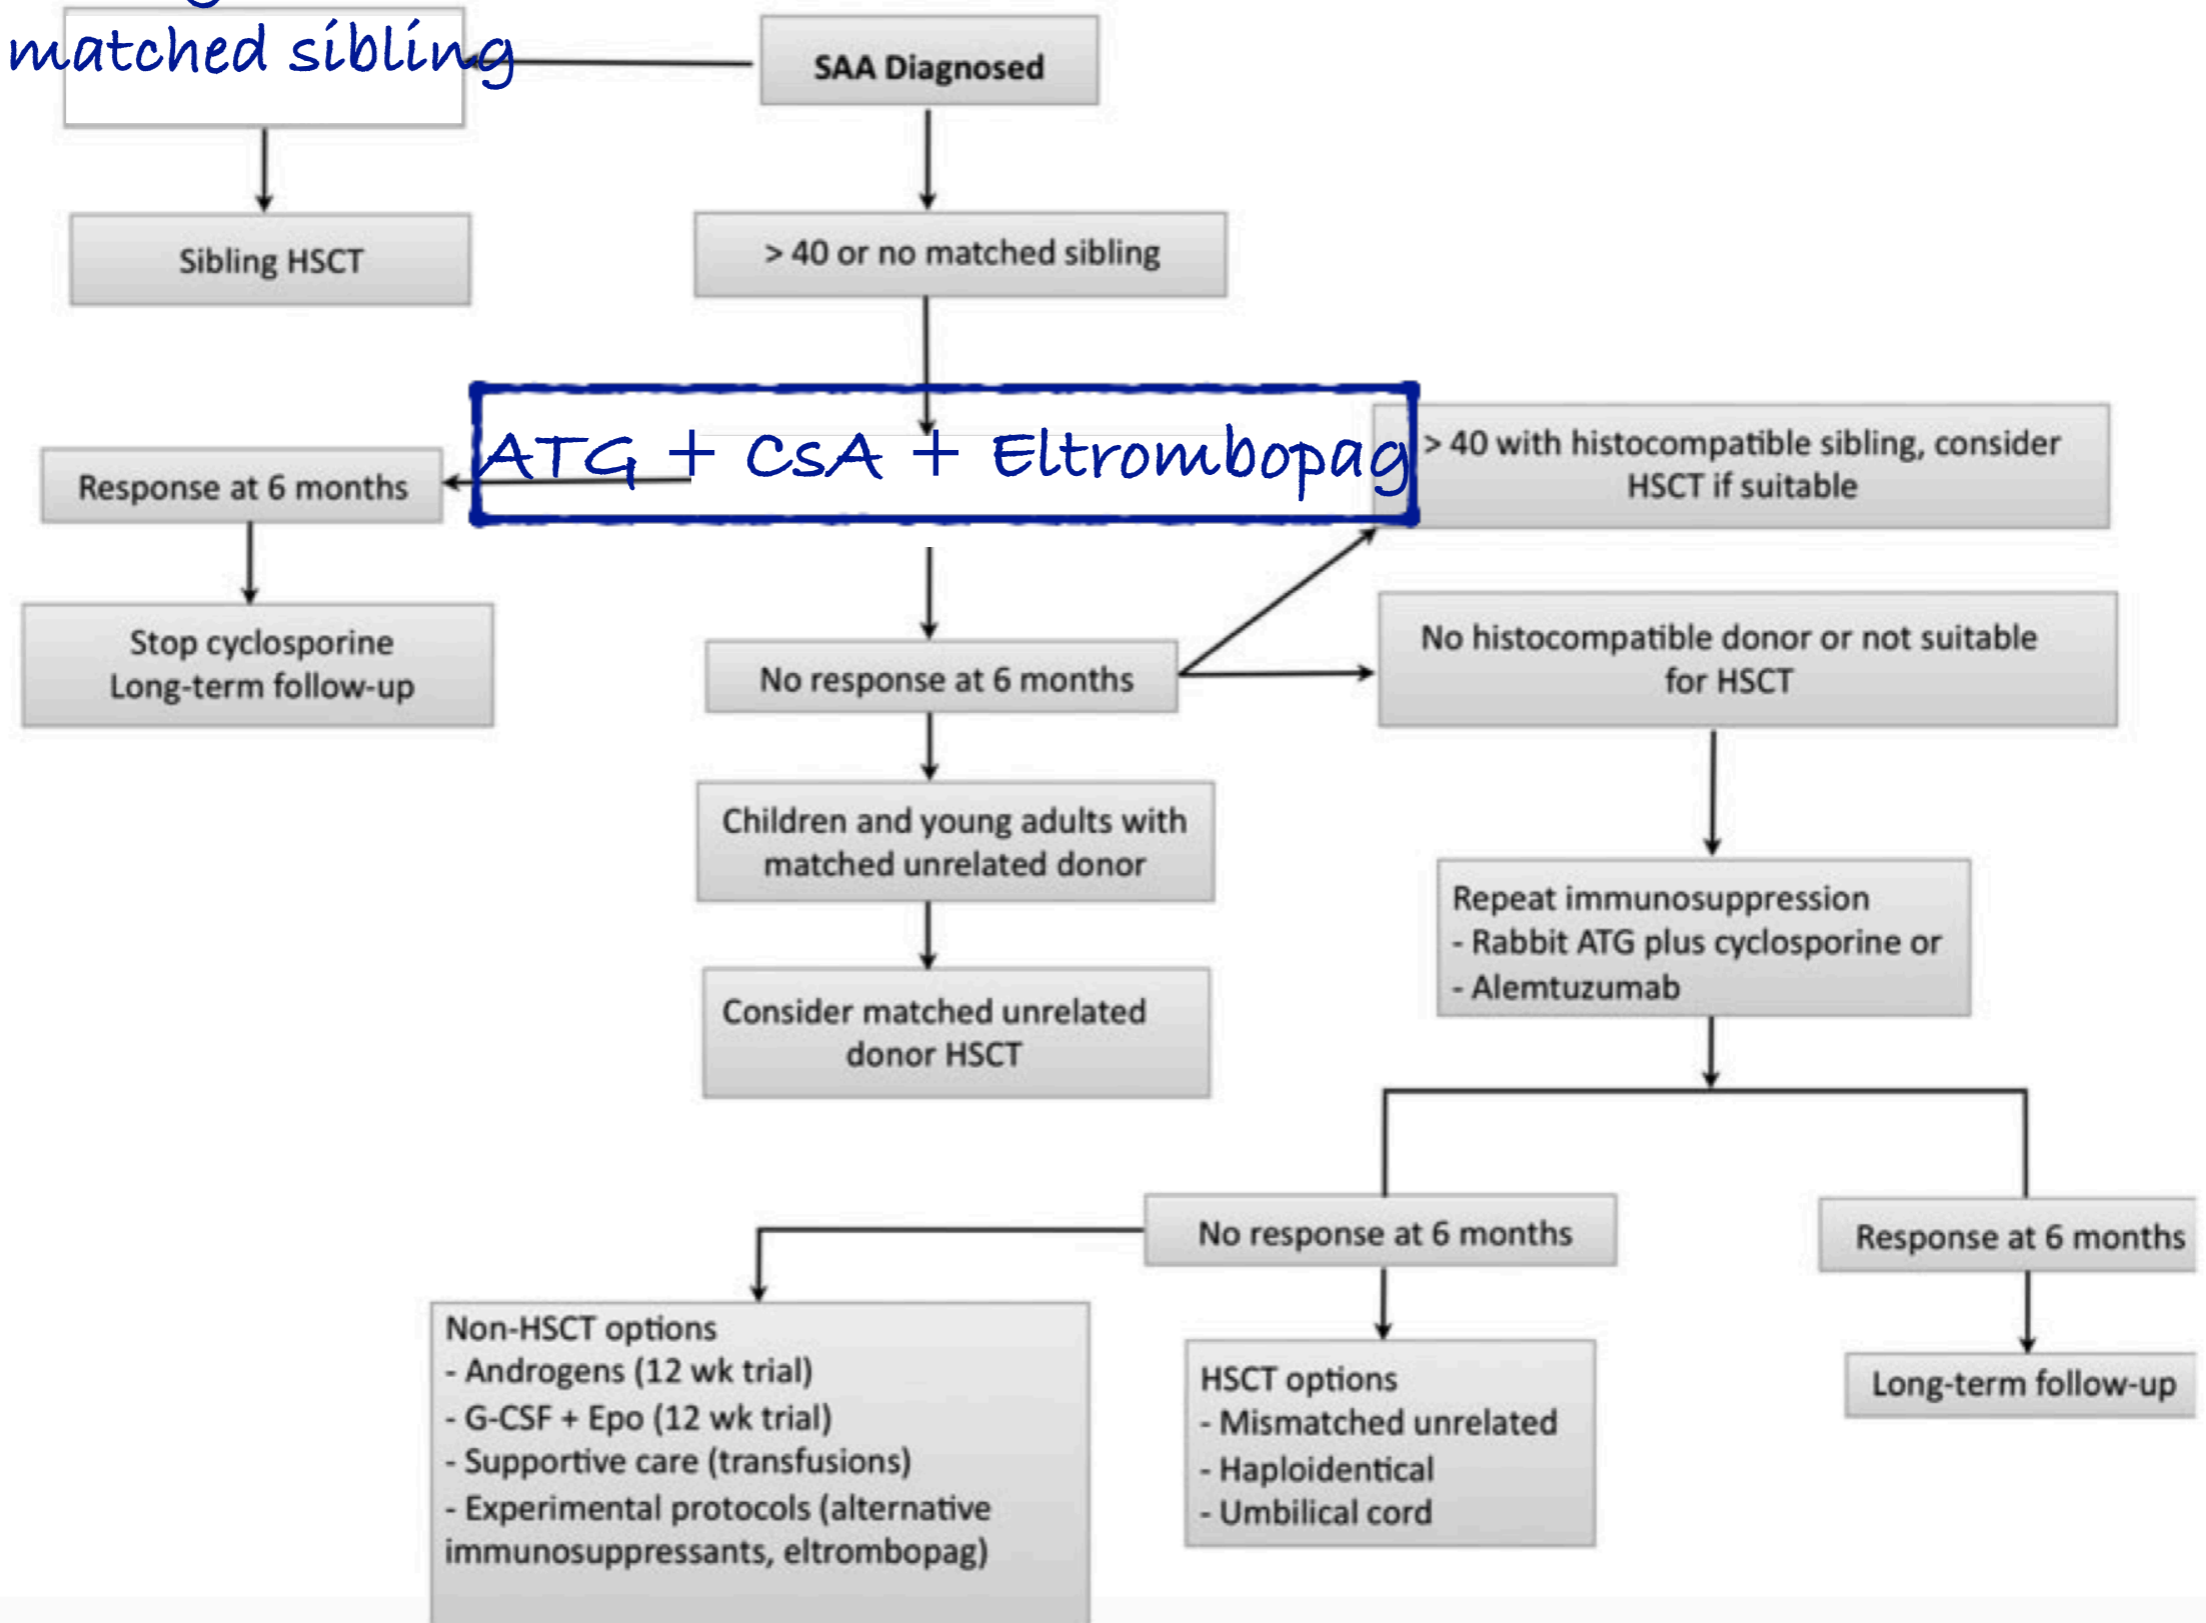 matched sibling
SAA Diagnosed
Sibling HSCT
> 40 or no matched sibling
ATG + CsA + Eltrombopag
> 40 with histocompatible sibling, consider
HSCT if suitable
Response at 6 months
Stop cyclosporine
Long-term follow-up
No response at 6 months
No histocompatible donor or not suitable
for HSCT
Children and young adults with
matched unrelated donor
Consider matched unrelated
donor HSCT
Repeat immunosuppression
- Rabbit ATG plus cyclosporine or
- Alemtuzumab
No response at 6 months
Response at 6 months
Non-HSCT options
- Androgens (12 wk trial)
- G-CSF + Epo (12 wk trial)
- Supportive care (transfusions)
- Experimental protocols (alternative
immunosuppressants, eltrombopag)
HSCT options
- Mismatched unrelated
- Haploidentical
- Umbilical cord
Long-term follow-up